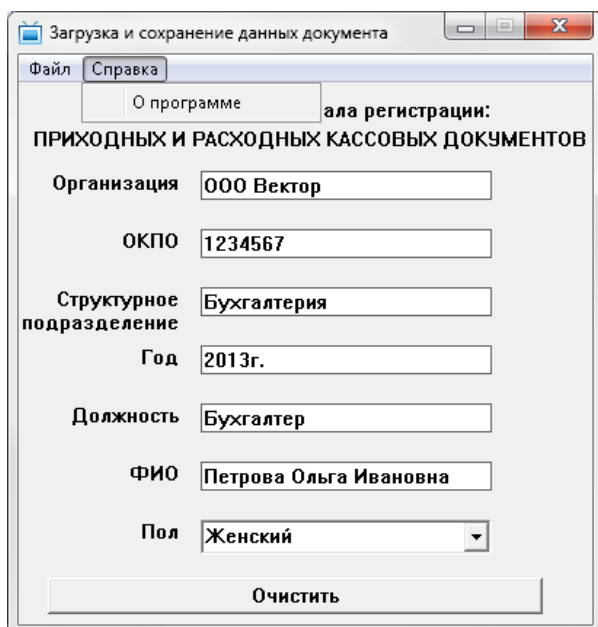 Загрузка и сохранение данных документа
Файл Справка
О программе
ала регистрации:
ПРИХОДНЫХ И РАСХОДНЫХ КАССОВЫХ ДОКУМЕНТОВ
Организация ООО Вектор
ОКПО 1234567
Структурное
подразделение Бухгалтерия
Год 2013г.
Должность Бухгалтер
ФИО Петрова Ольга Ивановна
Пол Женский
Очистить